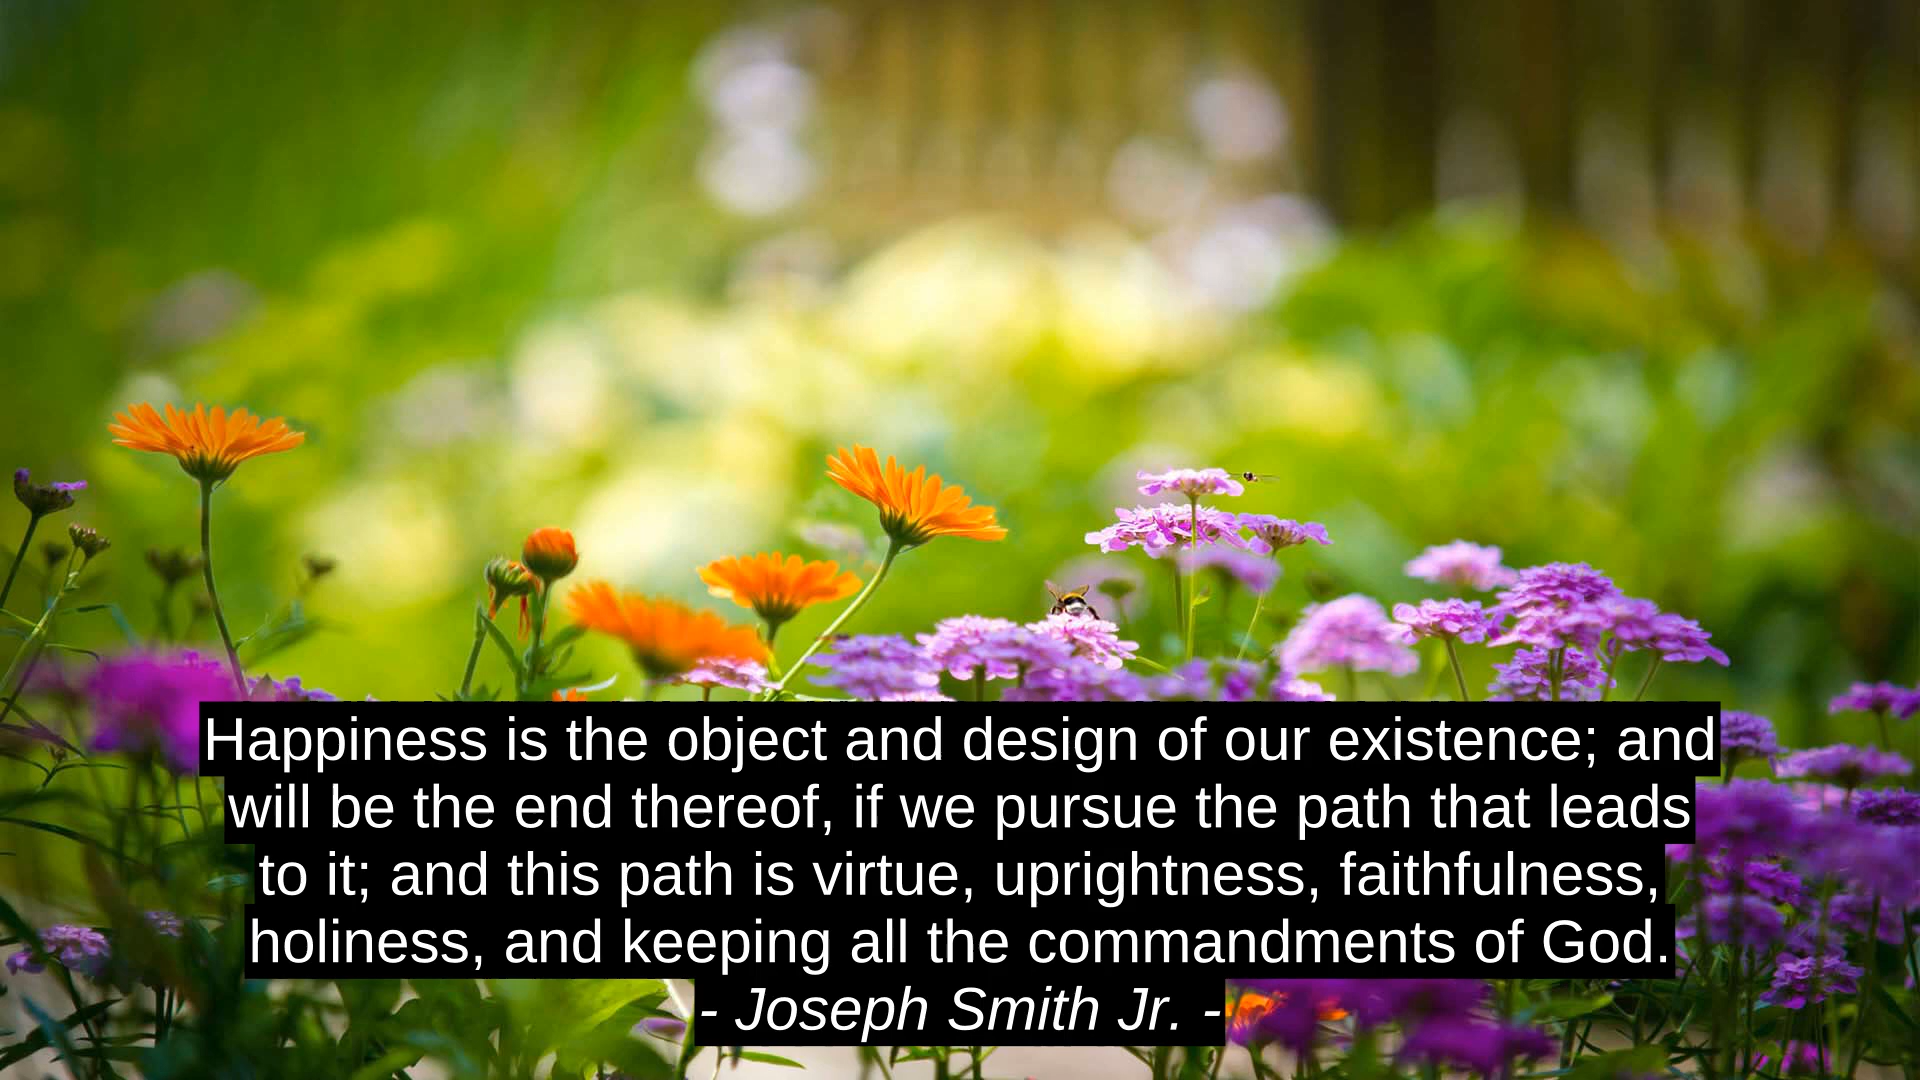 Happiness is the object and design of our existence; and
will be the end thereof, if we pursue the path that leads
to it; and this path is virtue, uprightness, faithfulness,
holiness, and keeping all the commandments of God.
- Joseph Smith Jr. -